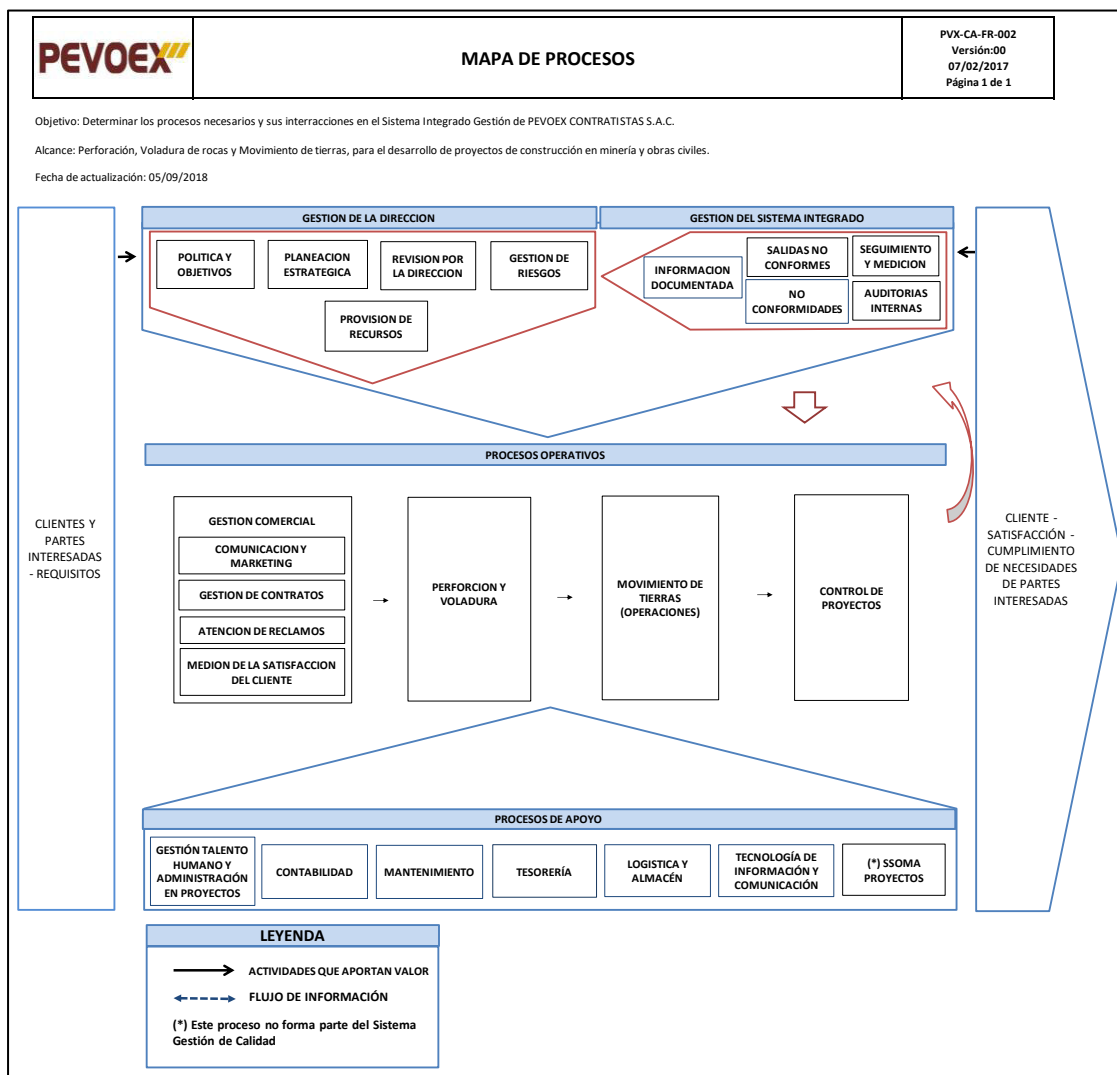 PEVOEX
MAPA DE PROCESOS
PVX-CA-FR-002
Versión:00
07/02/2017
Página 1 de 1
Objetivo: Determinar los procesos necesarios y sus interracciones en el Sistema Integrado Gestión de PEVOEX CONTRATISTAS S.A.C.
Alcance: Perforación, Voladura de rocas y Movimiento de tierras, para el desarrollo de proyectos de construcción en minería y obras civiles.
Fecha de actualización: 05/09/2018
CLIENTES Y
PARTES
INTERESADAS
- REQUISITOS
GESTION DE LA DIRECCION
POLITICA Y
OBJETIVOS
PLANEACION
ESTRATEGICA
REVISION POR
LA DIRECCION
GESTION DE
RIESGOS
PROVISION DE
RECURSOS
GESTION DEL SISTEMA INTEGRADO
INFORMACION
DOCUMENTADA
SALIDAS NO
CONFORMES
SEGUIMIENTO
Y MEDICION
NO
CONFORMIDADES
AUDITORIAS
INTERNAS
PROCESOS OPERATIVOS
GESTION COMERCIAL
COMUNICACION Y
MARKETING
GESTION DE CONTRATOS
ATENCION DE RECLAMOS
MEDION DE LA SATISFACCION
DEL CLIENTE
PERFORCION Y
VOLADURA
MOVIMIENTO DE
TIERRAS
(OPERACIONES)
CONTROL DE
PROYECTOS
CLIENTE -
SATISFACCIÓN -
CUMPLIMIENTO
DE NECESIDADES
DE PARTES
INTERESADAS
PROCESOS DE APOYO
GESTIÓN TALENTO
HUMANO Y
ADMINISTRACIÓN
EN PROYECTOS
CONTABILIDAD
MANTENIMIENTO
TESORERÍA
LOGISTICA Y
ALMACÉN
TECNOLOGÍA DE
INFORMACIÓN Y
COMUNICACIÓN
(*) SSOMA
PROYECTOS
LEYENDA
ACTIVIDADES QUE APORTAN VALOR
FLUJO DE INFORMACIÓN
(*) Este proceso no forma parte del Sistema
Gestión de Calidad